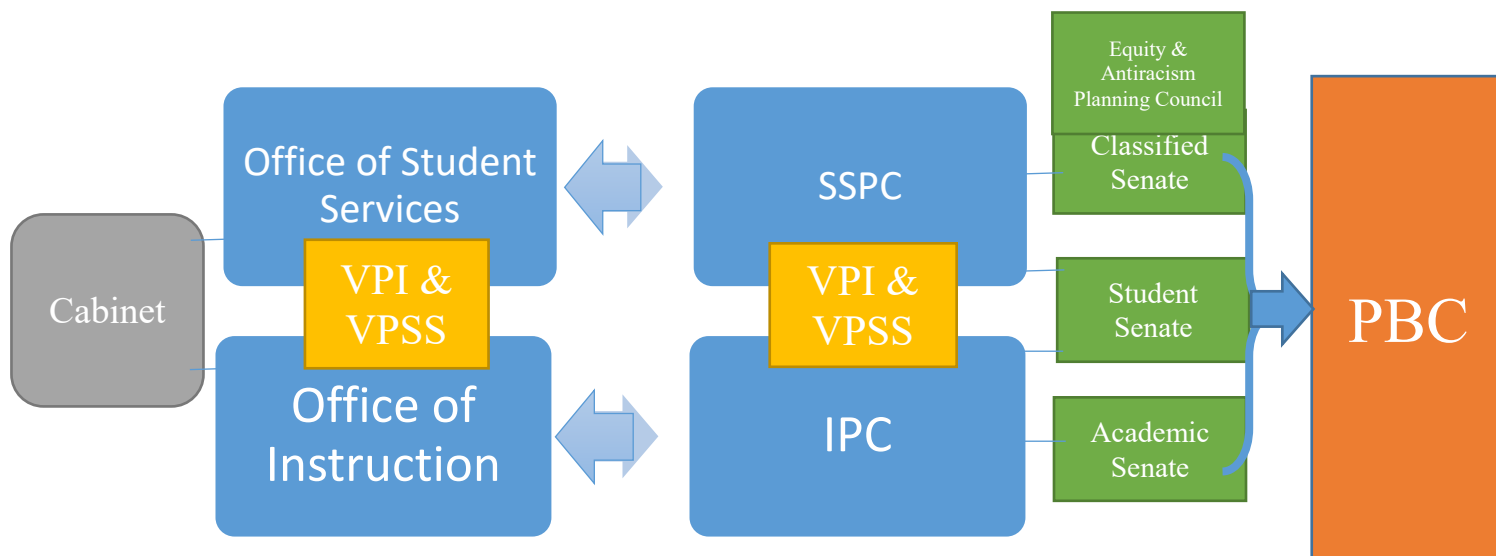 Cabinet
Office of Student
Services
VPI &
VPSS
Office of
Instruction
SSPC
VPI &
VPSS
IPC
Equity &
Antiracism
Planning Council
Classified
Senate
Student
Senate
Academic
Senate
PBC